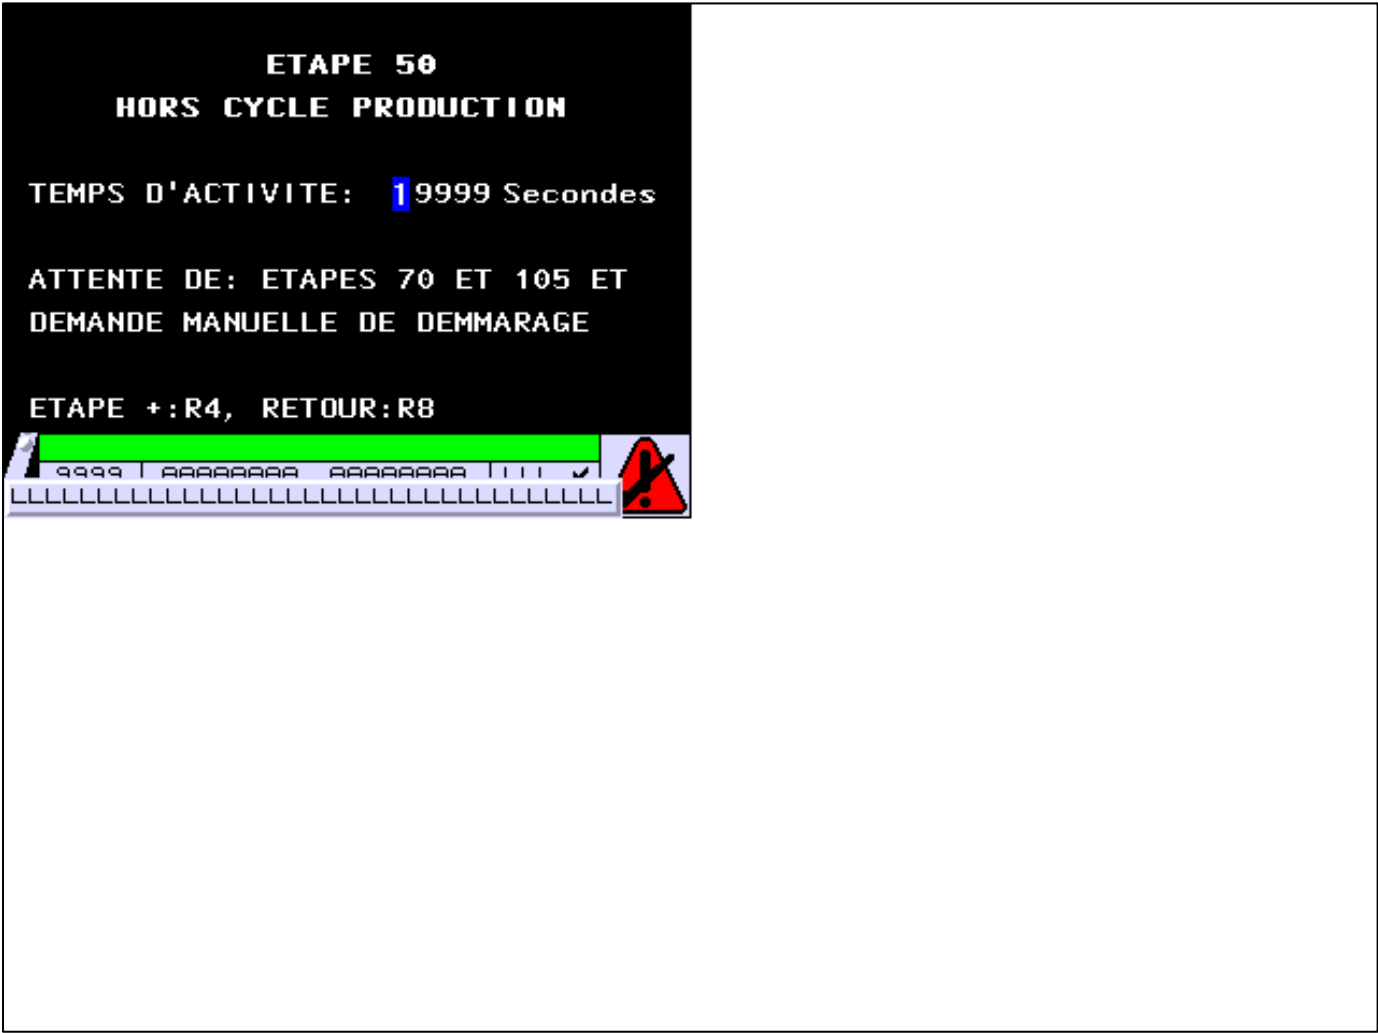 ETAPE 50
HORS CYCLE PRODUCTION
TEMPS D'ACTIVITE: 19999 Secondes
ATTENTE DE: ETAPES 70 ET 105 ET
DEMANDE MANUELLE DE DEMMARAGE
ETAPE +:R4, RETOUR:R8
LLLLLLLLLLLLLLLLLLLLLLLLLLLLLLLLLLLLLLLLLL